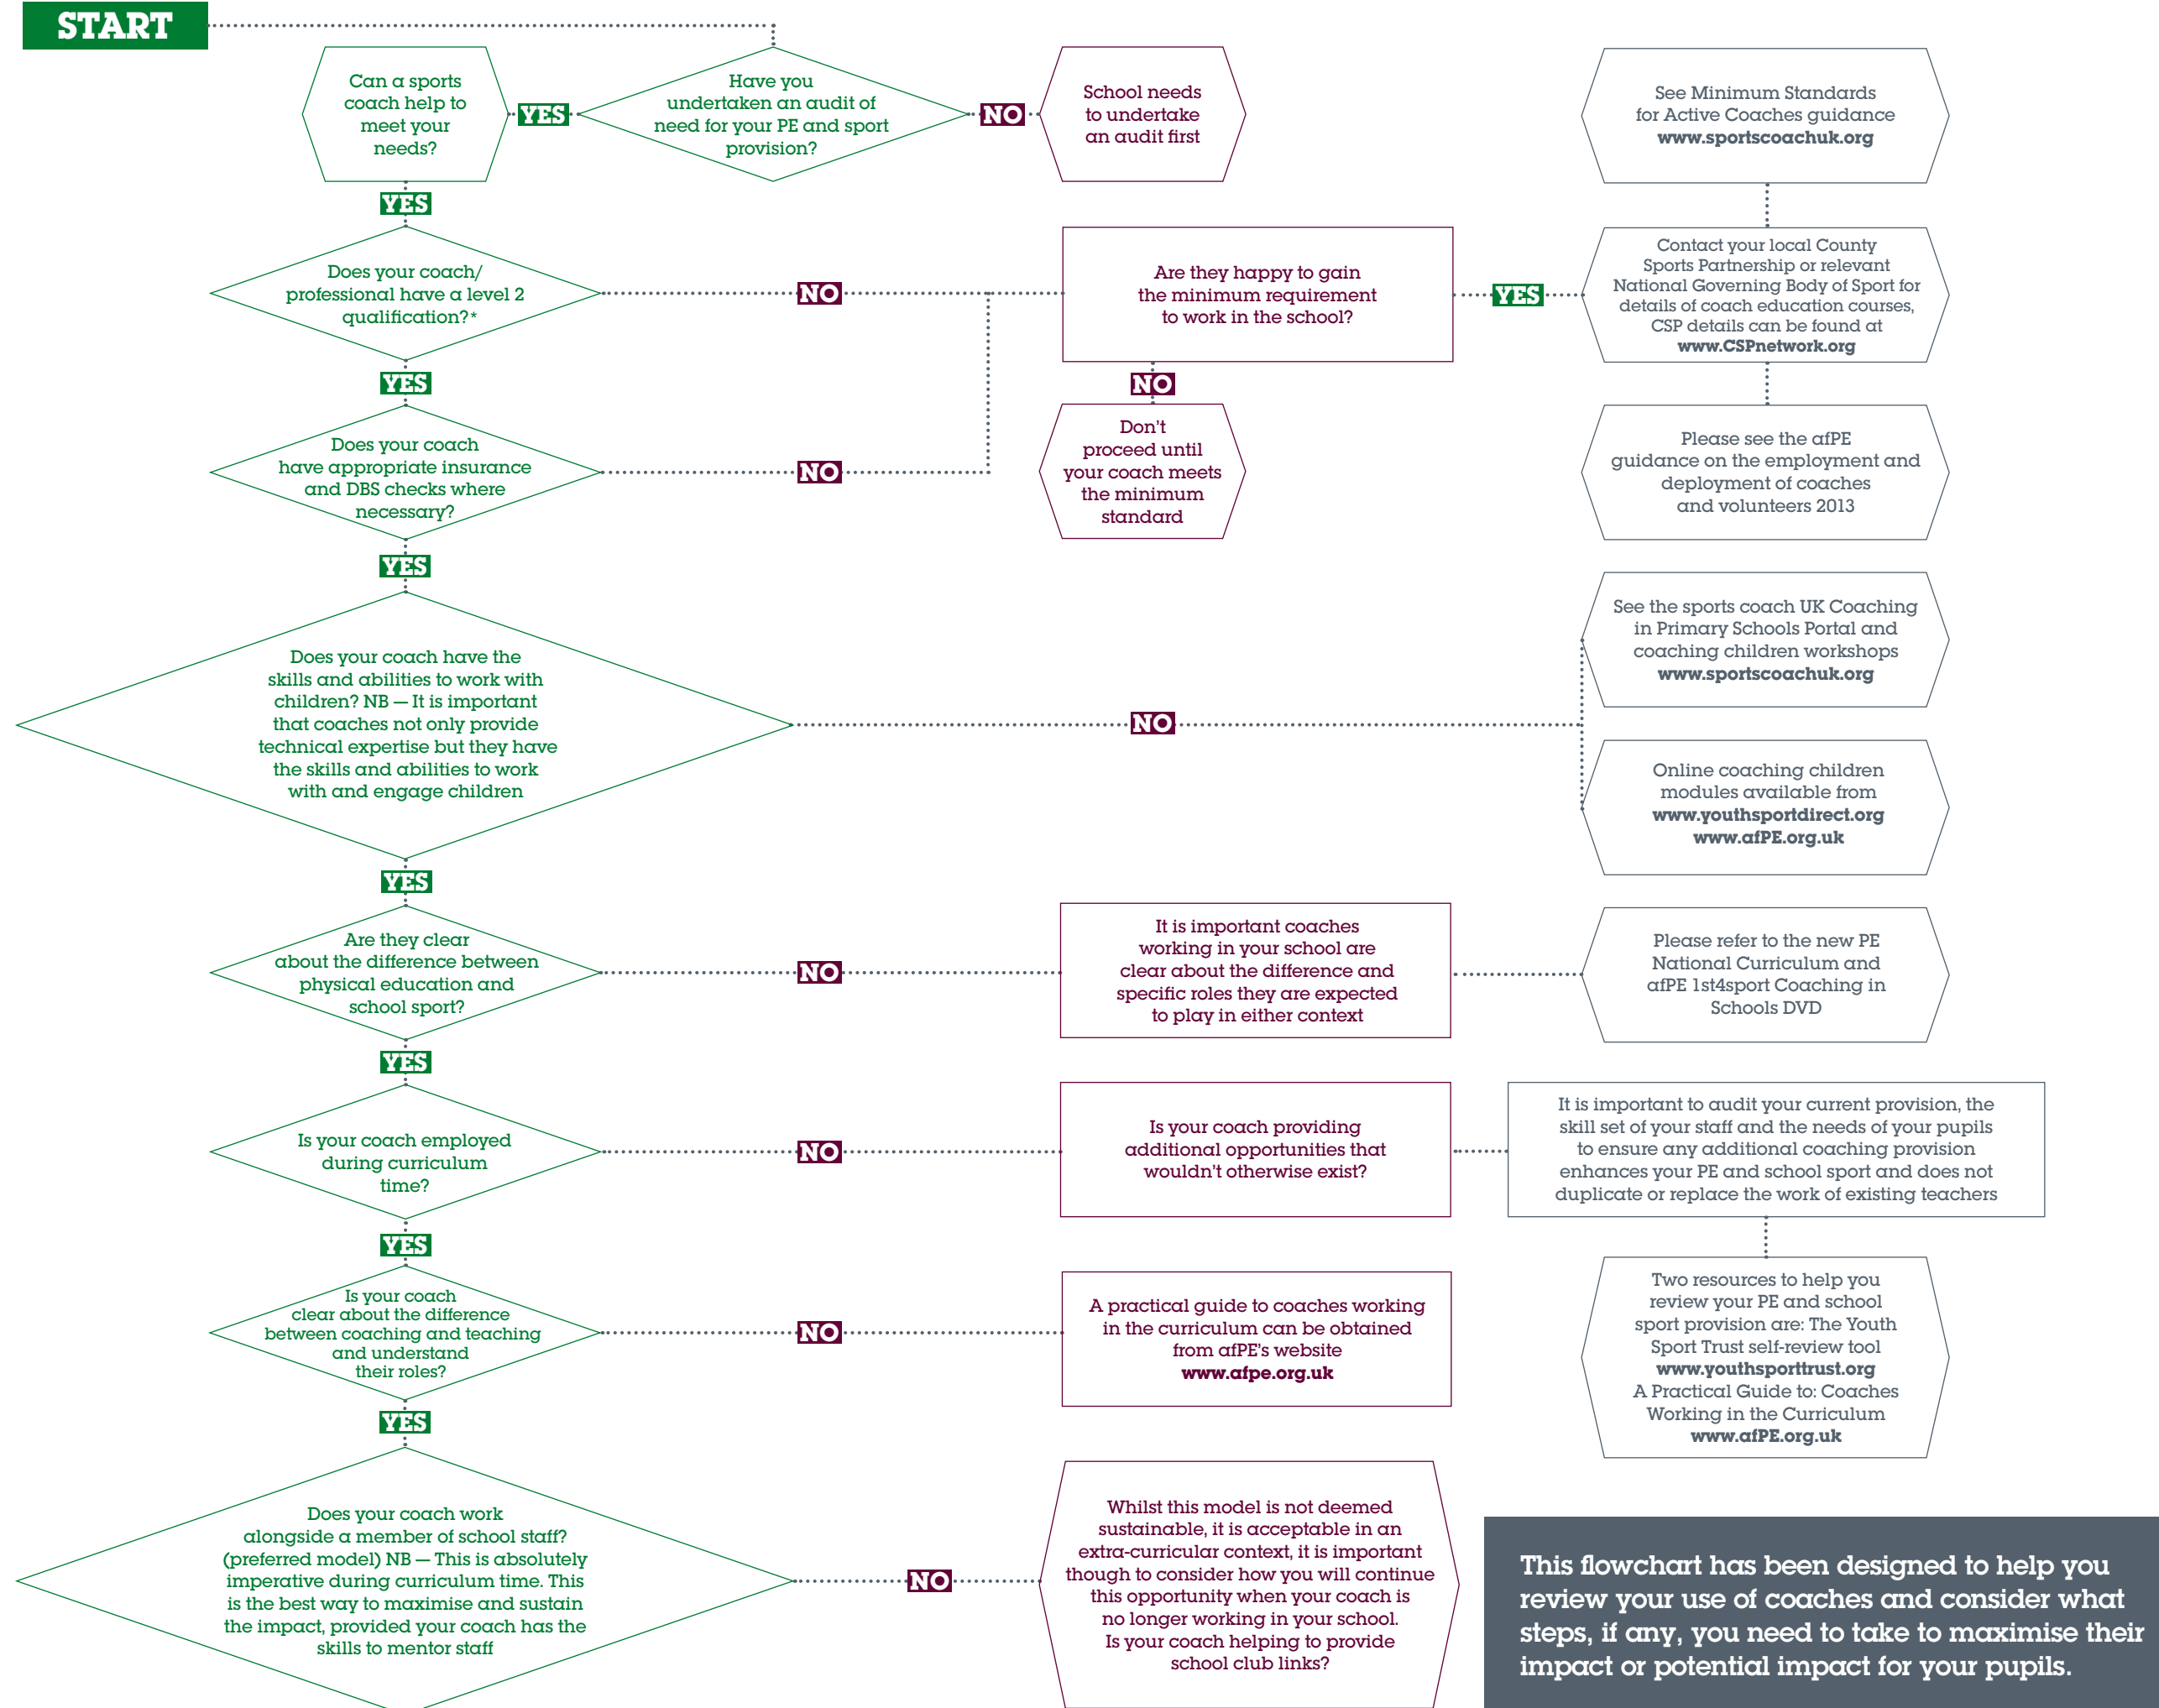 START
Can a sports
coach help to
meet your
needs?
YES
Have you
undertaken an audit of
need for your PE and sport
provision?
NO
School needs
to undertake
an audit first
See Minimum Standards
for Active Coaches guidance
www.sportscoachuk.org
YES
Does your coach/
professional have a level 2
qualification?*
NO
Are they happy to gain
the minimum requirement
to work in the school?
YES
Contact your local County
Sports Partnership or relevant
National Governing Body of Sport for
details of coach education courses,
CSP details can be found at
www.CSPnetwork.org
YES
NO
Does your coach
have appropriate insurance
and DBS checks where
necessary?
NO
Don't
proceed until
your coach meets
the minimum
standard
Please see the afPE
guidance on the employment and
deployment of coaches
and volunteers 2013
YES
Does your coach have the
skills and abilities to work with
children? NB — It is important
that coaches not only provide
technical expertise but they have
the skills and abilities to work
with and engage children
NO
See the sports coach UK Coaching
in Primary Schools Portal and
coaching children workshops
www.sportscoachuk.org
Online coaching children
modules available from
www.youthsportdirect.org
www.afPE.org.uk
YES
Are they clear
about the difference between
physical education and
school sport?
NO
It is important coaches
working in your school are
clear about the difference and
specific roles they are expected
to play in either context
Please refer to the new PE
National Curriculum and
afPE 1st4sport Coaching in
Schools DVD
YES
Is your coach employed
during curriculum
time?
NO
Is your coach providing
additional opportunities that
wouldn't otherwise exist?
It is important to audit your current provision, the
skill set of your staff and the needs of your pupils
to ensure any additional coaching provision
enhances your PE and school sport and does not
duplicate or replace the work of existing teachers
YES
Is your coach
clear about the difference
between coaching and teaching
and understand
their roles?
NO
A practical guide to coaches working
in the curriculum can be obtained
from afPE's website
www.afpe.org.uk
Two resources to help you
review your PE and school
sport provision are: The Youth
Sport Trust self-review tool
www.youthsporttrust.org
A Practical Guide to: Coaches
Working in the Curriculum
www.afPE.org.uk
YES
Does your coach work
alongside a member of school staff?
(preferred model) NB — This is absolutely
imperative during curriculum time. This
is the best way to maximise and sustain
the impact, provided your coach has the
skills to mentor staff
NO
Whilst this model is not deemed
sustainable, it is acceptable in an
extra-curricular context, it is important
though to consider how you will continue
this opportunity when your coach is
no longer working in your school.
Is your coach helping to provide
school club links?
This flowchart has been designed to help you
review your use of coaches and consider what
steps, if any, you need to take to maximise their
impact or potential impact for your pupils.